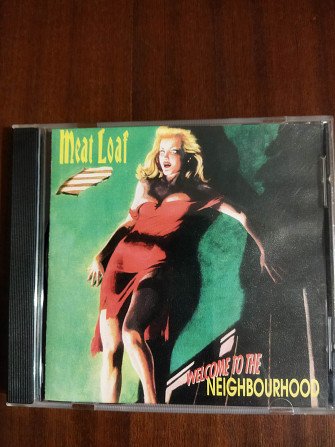 Meat Loaf
WELCOME TO THE
NEIGHBOURHOOD